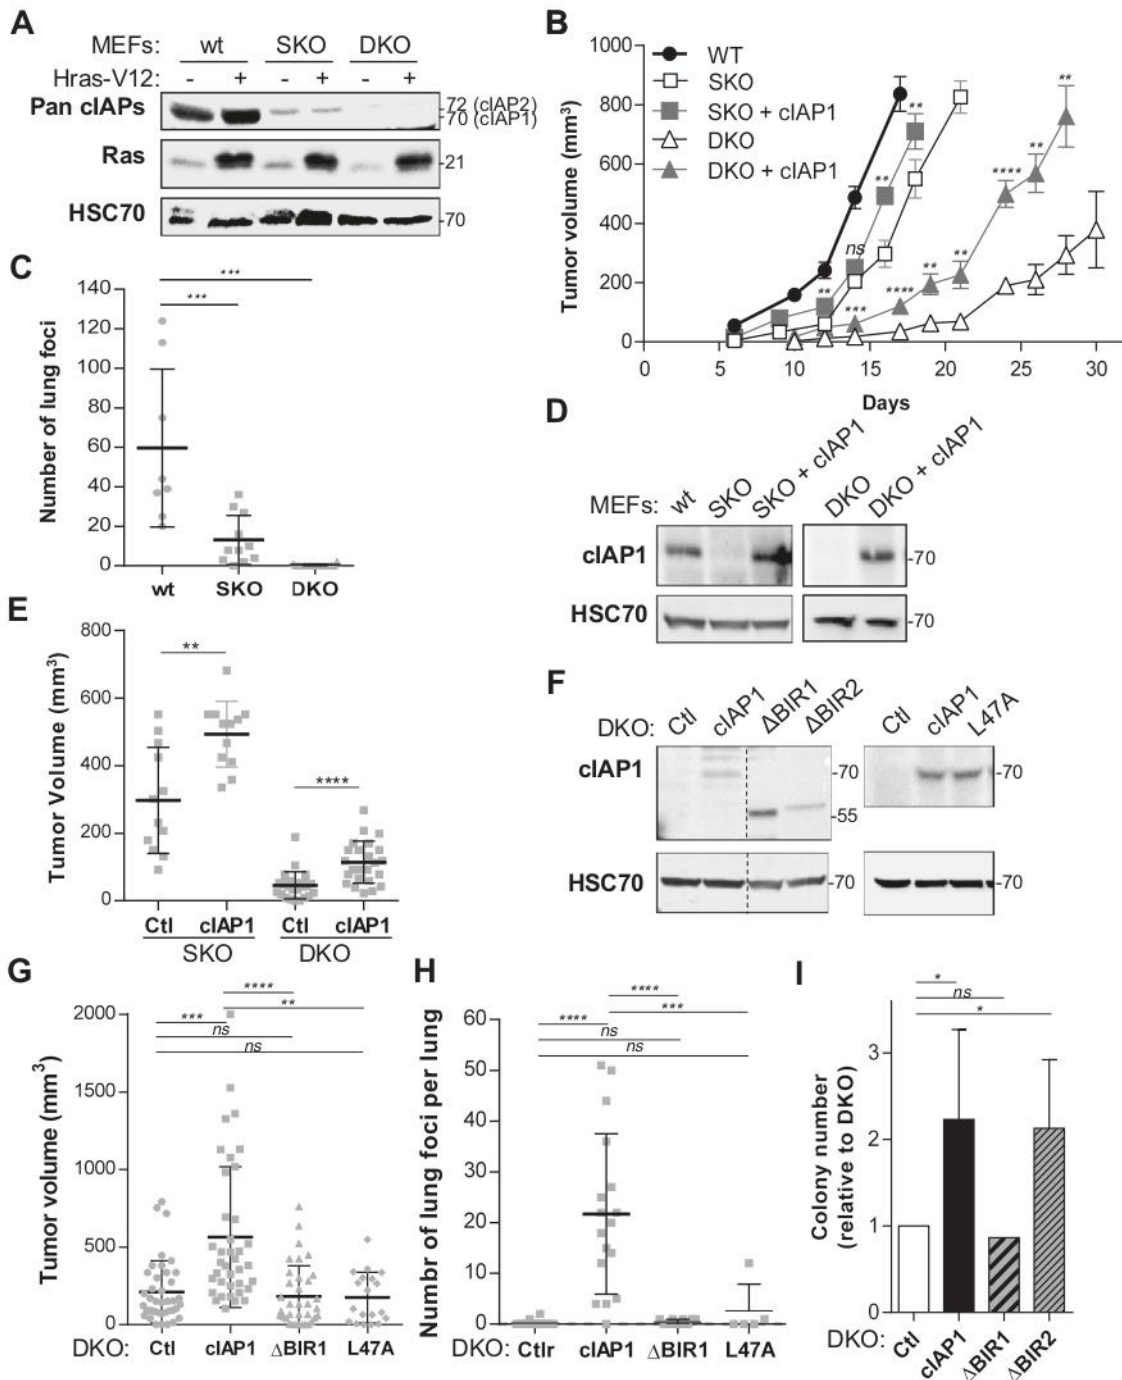 A
MEFs: wt SKO DKO
Hras-V12: - + - + - +
Pan cIAPs
72 (cIAP2)
70 (cIAP1)
Ras
21
HSC70
70
B
Tumor volume (mm³)
1000
800
600
400
200
0
WT
SKO
SKO + cIAP1
DKO
DKO + cIAP1
** ** ns ** *** **** ** ** **** ** **
0 5 10 15 20 25 30
Days
C
Number of lung foci
140
120
100
80
60
40
20
0
***
***
wt SKO DKO
D
MEFs: wt SKO SKO + cIAP1 DKO DKO + cIAP1
cIAP1
-70
HSC70
-70
E
Tumor Volume (mm³)
800
600
400
200
0
**
****
Ctl cIAP1 Ctl cIAP1
SKO DKO
F
DKO: Ctl cIAP1 ΔBIR1 ΔBIR2 Ctl cIAP1 L47A
cIAP1
-70
-55
-70
HSC70
-70
-70
G
Tumor volume (mm³)
2000
1500
1000
500
0
****
**
***
ns
ns
DKO: Ctl cIAP1 ΔBIR1 L47A
H
Numbr of lung foci per lung
60
50
40
30
20
10
0
****
***
****
ns
ns
DKO: Ctlr cIAP1 ΔBIR1 L47A
I
Colony number
(relative to DKO)
3
2
1
0
*
ns
*
DKO: Ctl cIAP1 ΔBIR1 ΔBIR2